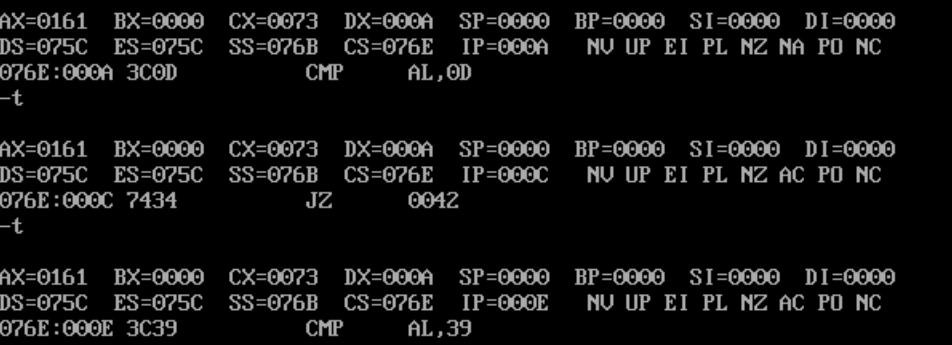 AX=0161 BX=0000 CX=0073 DX=000A SP=0000 BP=0000 SI=0000 DI=0000
DS=075C ES=075C SS=076B CS=076E IP=000A NV UP EI PL NZ NA PO NC
076E:000A 3C0D CMP AL,0D
-t
AX=0161 BX=0000 CX=0073 DX=000A SP=0000 BP=0000 SI=0000 DI=0000
DS=075C ES=075C SS=076B CS=076E IP=000C NV UP EI PL NZ AC PO NC
076E:000C 7434 JZ 0042
-t
AX=0161 BX=0000 CX=0073 DX=000A SP=0000 BP=0000 SI=0000 DI=0000
DS=075C ES=075C SS=076B CS=076E IP=000E NV UP EI PL NZ AC PO NC
076E:000E 3C39 CMP AL,39